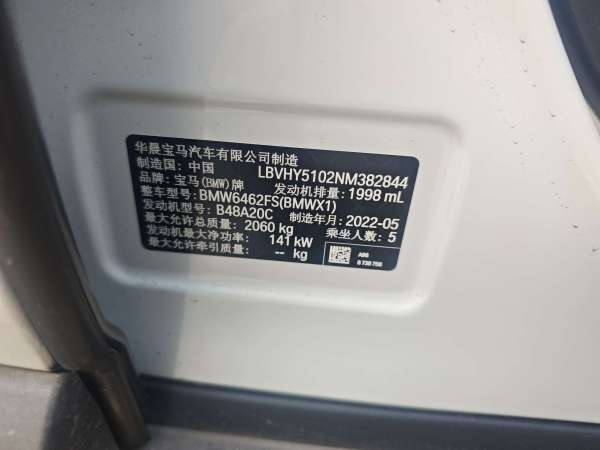 华晨宝马汽车有限公司制造
制造国: 中国 LBVHY5102NM382844
品牌: 宝马(BMW)牌 发动机排量: 1998 mL
整车型号: BMW6462FS(BMWX1)
发动机型号: B48A20C 制造年月: 2022-05
最大允许总质量: 2060 kg 乘坐人数: 5
发动机最大净功率: 141 kW
最大允许牵引质量: -- kg